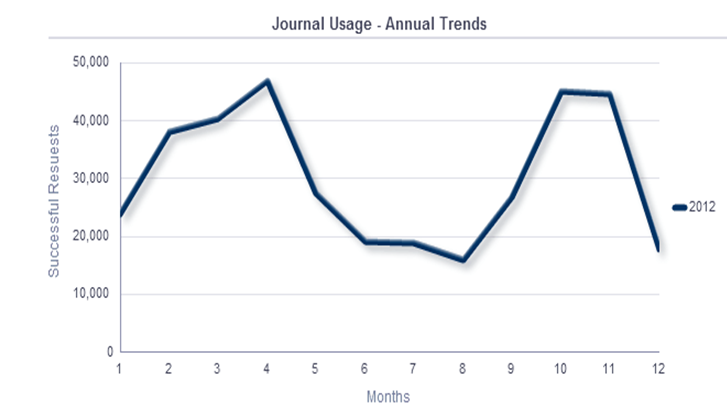 Journal Usage - Annual Trends
50,000
40,000
30,000
20,000
10,000
0
Successful Resuests
1 2 3 4 5 6 7 8 9 10 11 12
Months
2012